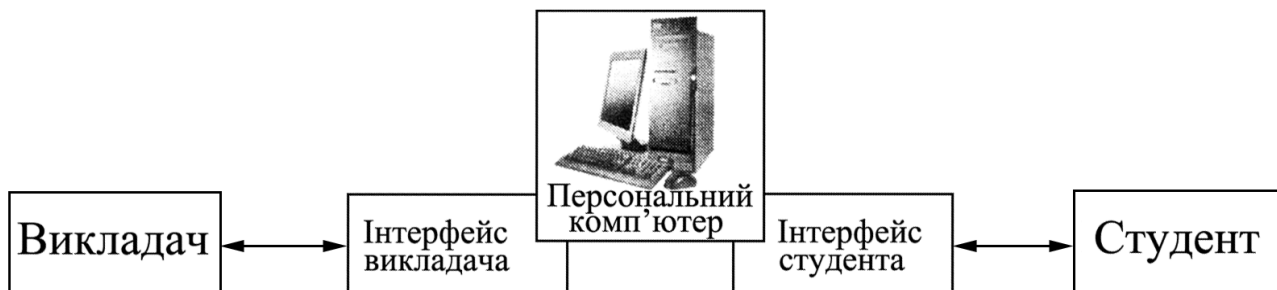 Викладач
Інтерфейс
викладача
Персональний
комп’ютер
Інтерфейс
студента
Студент